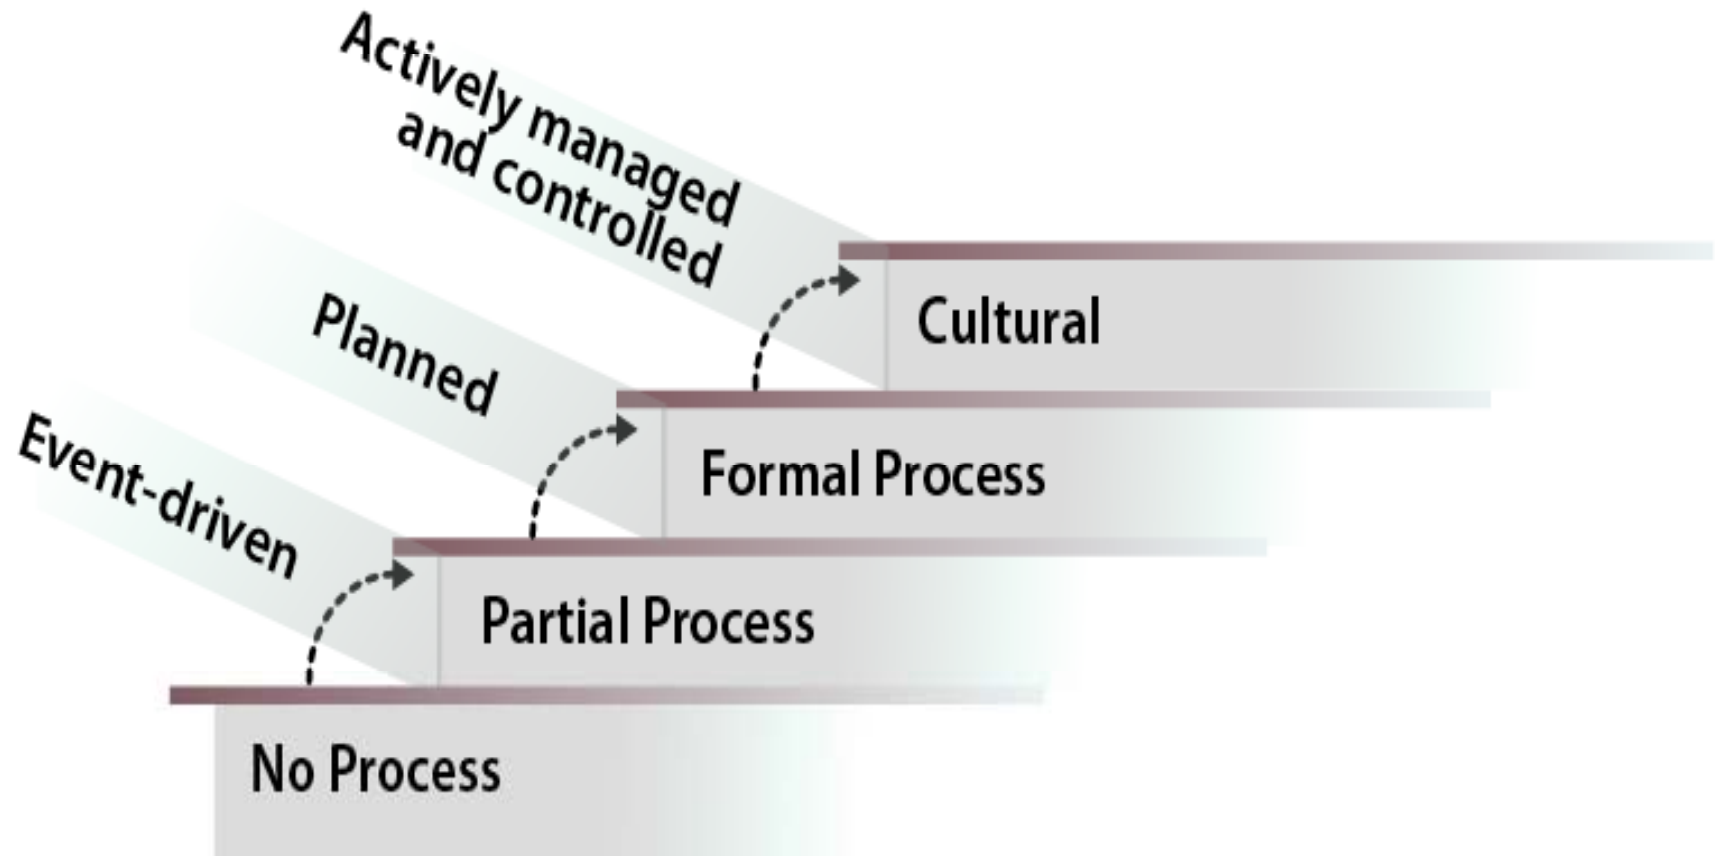 Actively managed
and controlled
Cultural
Planned
Formal Process
Event-driven
Partial Process
No Process